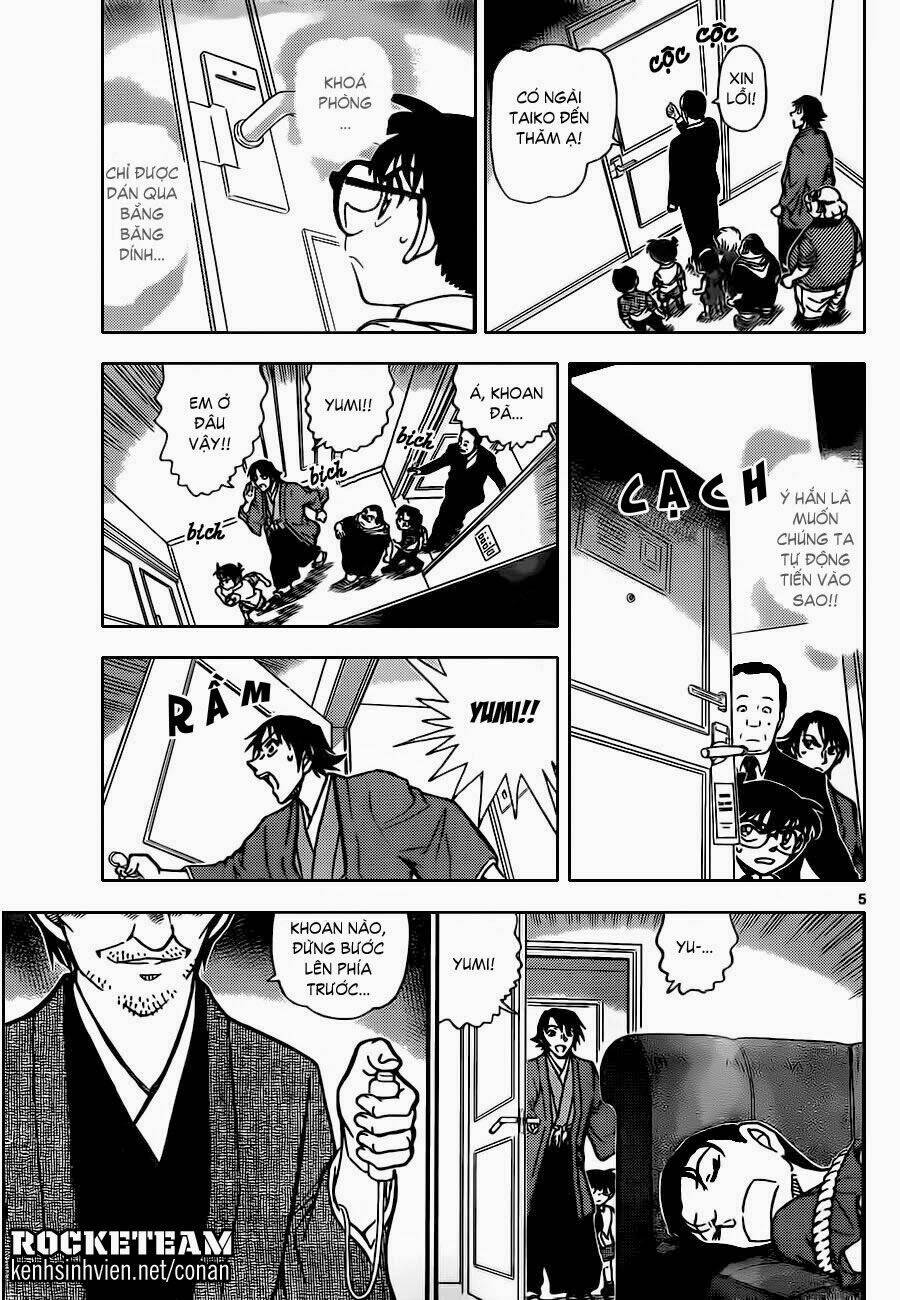 CỘC CỘC
XIN
LỖI!
CÓ NGÀI
TAIKO ĐẾN
THĂM Ạ!
KHOÁ
PHÒNG
...
CHỈ ĐƯỢC
DÁN QUA
BẰNG
BĂNG
DÍNH...
Ý HẮN LÀ
MUỐN
CHÚNG TA
TỰ ĐỘNG
TIẾN VÀO
SAO!!
CẠCH
Á, KHOAN
ĐÃ...
bịch
YUMI!!
bịch
EM Ở
ĐÂU
VẬY!!
bịch
YUMI!!
RẦM
5
YU-...
YUMI!
KHOAN NÀO,
ĐỪNG BƯỚC
LÊN PHÍA
TRƯỚC...
ROCKETEAM
kenhsinhvien.net/conan